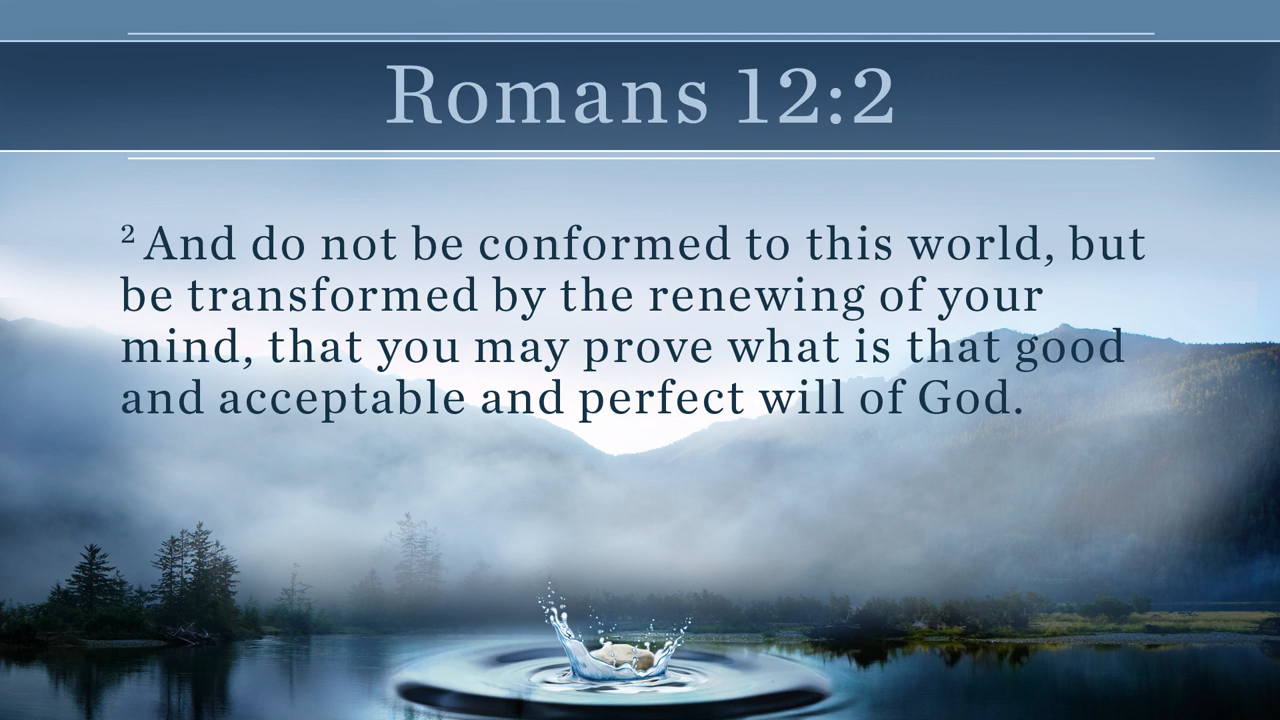 Romans 12:2
² And do not be conformed to this world, but
be transformed by the renewing of your
mind, that you may prove what is that good
and acceptable and perfect will of God.